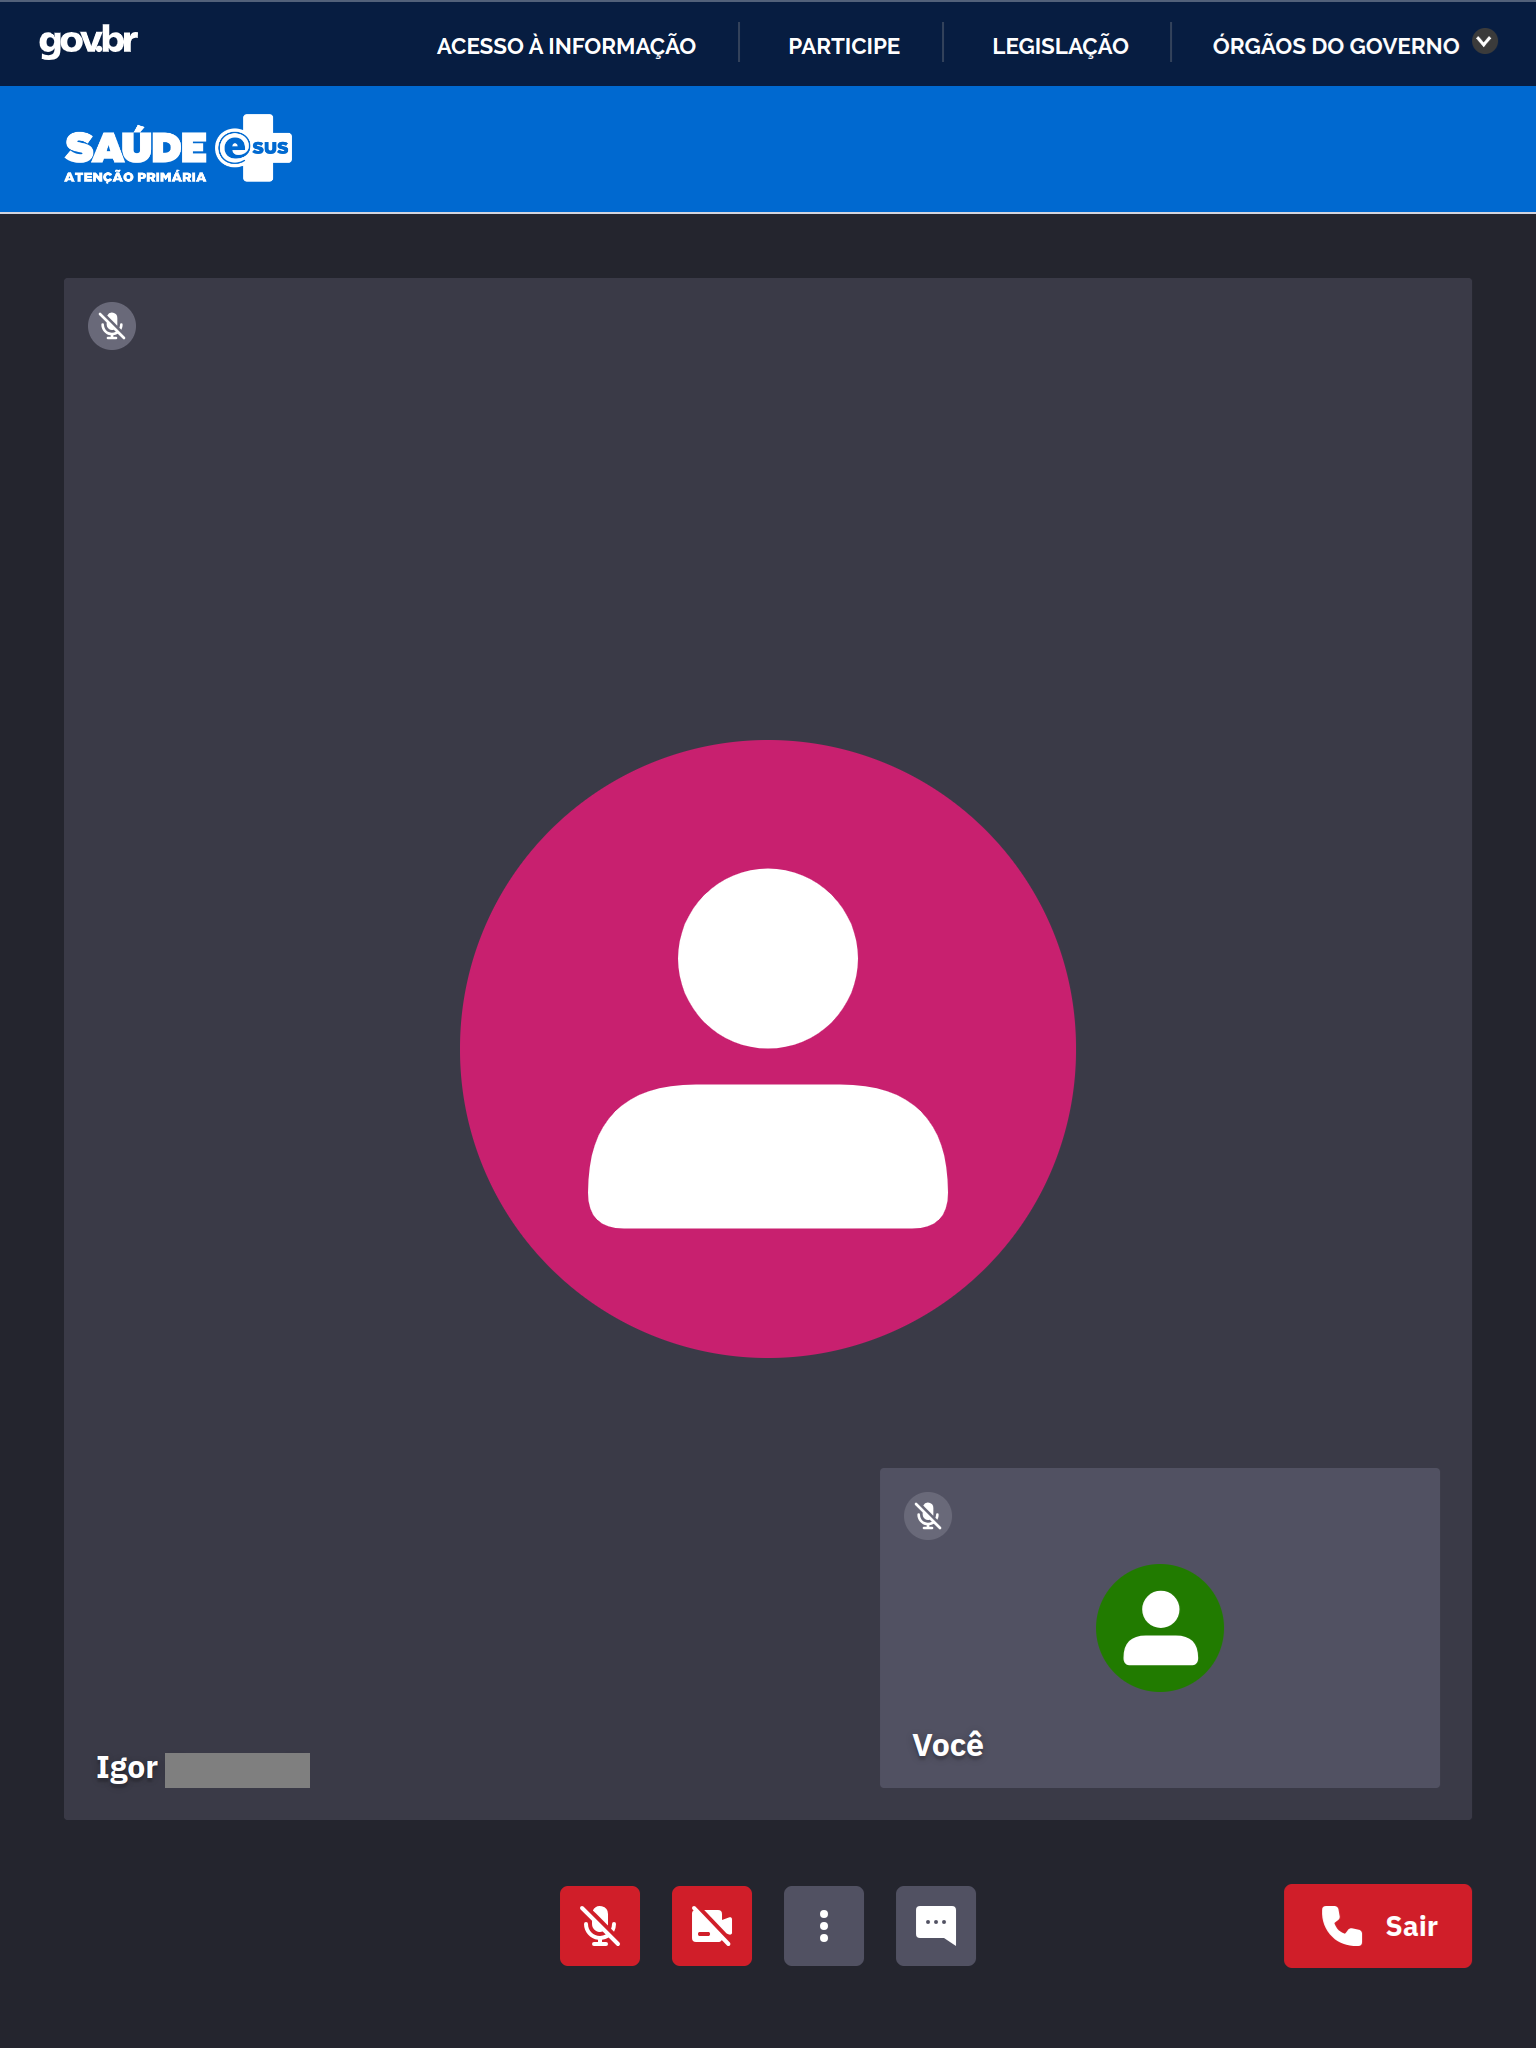 gov.br
ACESSO À INFORMAÇÃO
PARTICIPE
LEGISLAÇÃO
ÓRGÃOS DO GOVERNO
SAÚDE
ATENÇÃO PRIMÁRIA
e SUS
Igor
Você
Sair